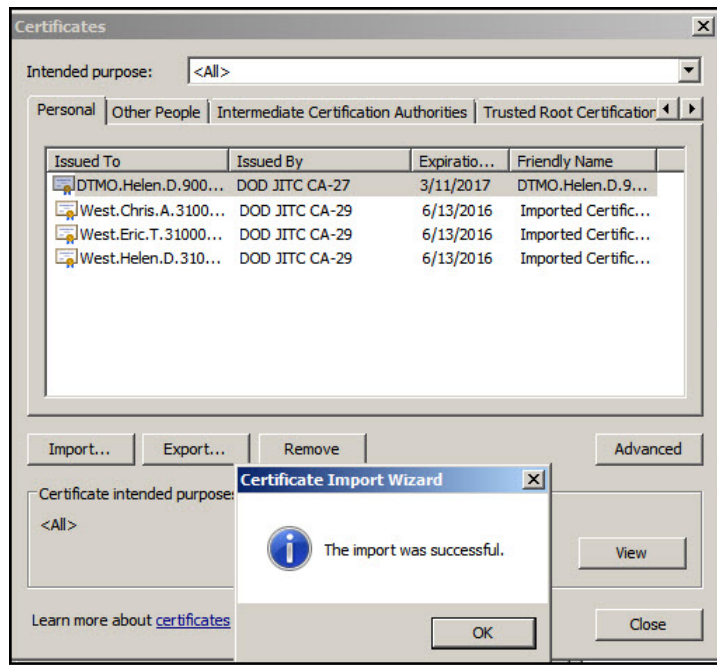 Certificates
Intended purpose: <All>
Personal Other People Intermediate Certification Authorities Trusted Root Certification
Issued To Issued By Expiratio... Friendly Name
DTMO.Helen.D.900... DOD JITC CA-27 3/11/2017 DTMO.Helen.D.9...
West.Chris.A.3100... DOD JITC CA-29 6/13/2016 Imported Certific...
West.Eric.T.31000... DOD JITC CA-29 6/13/2016 Imported Certific...
West.Helen.D.310... DOD JITC CA-29 6/13/2016 Imported Certific...
Import... Export... Remove Advanced
Certificate Import Wizard
Certificate intended purposes
<All>
The import was successful.
View
Learn more about certificates
OK
Close